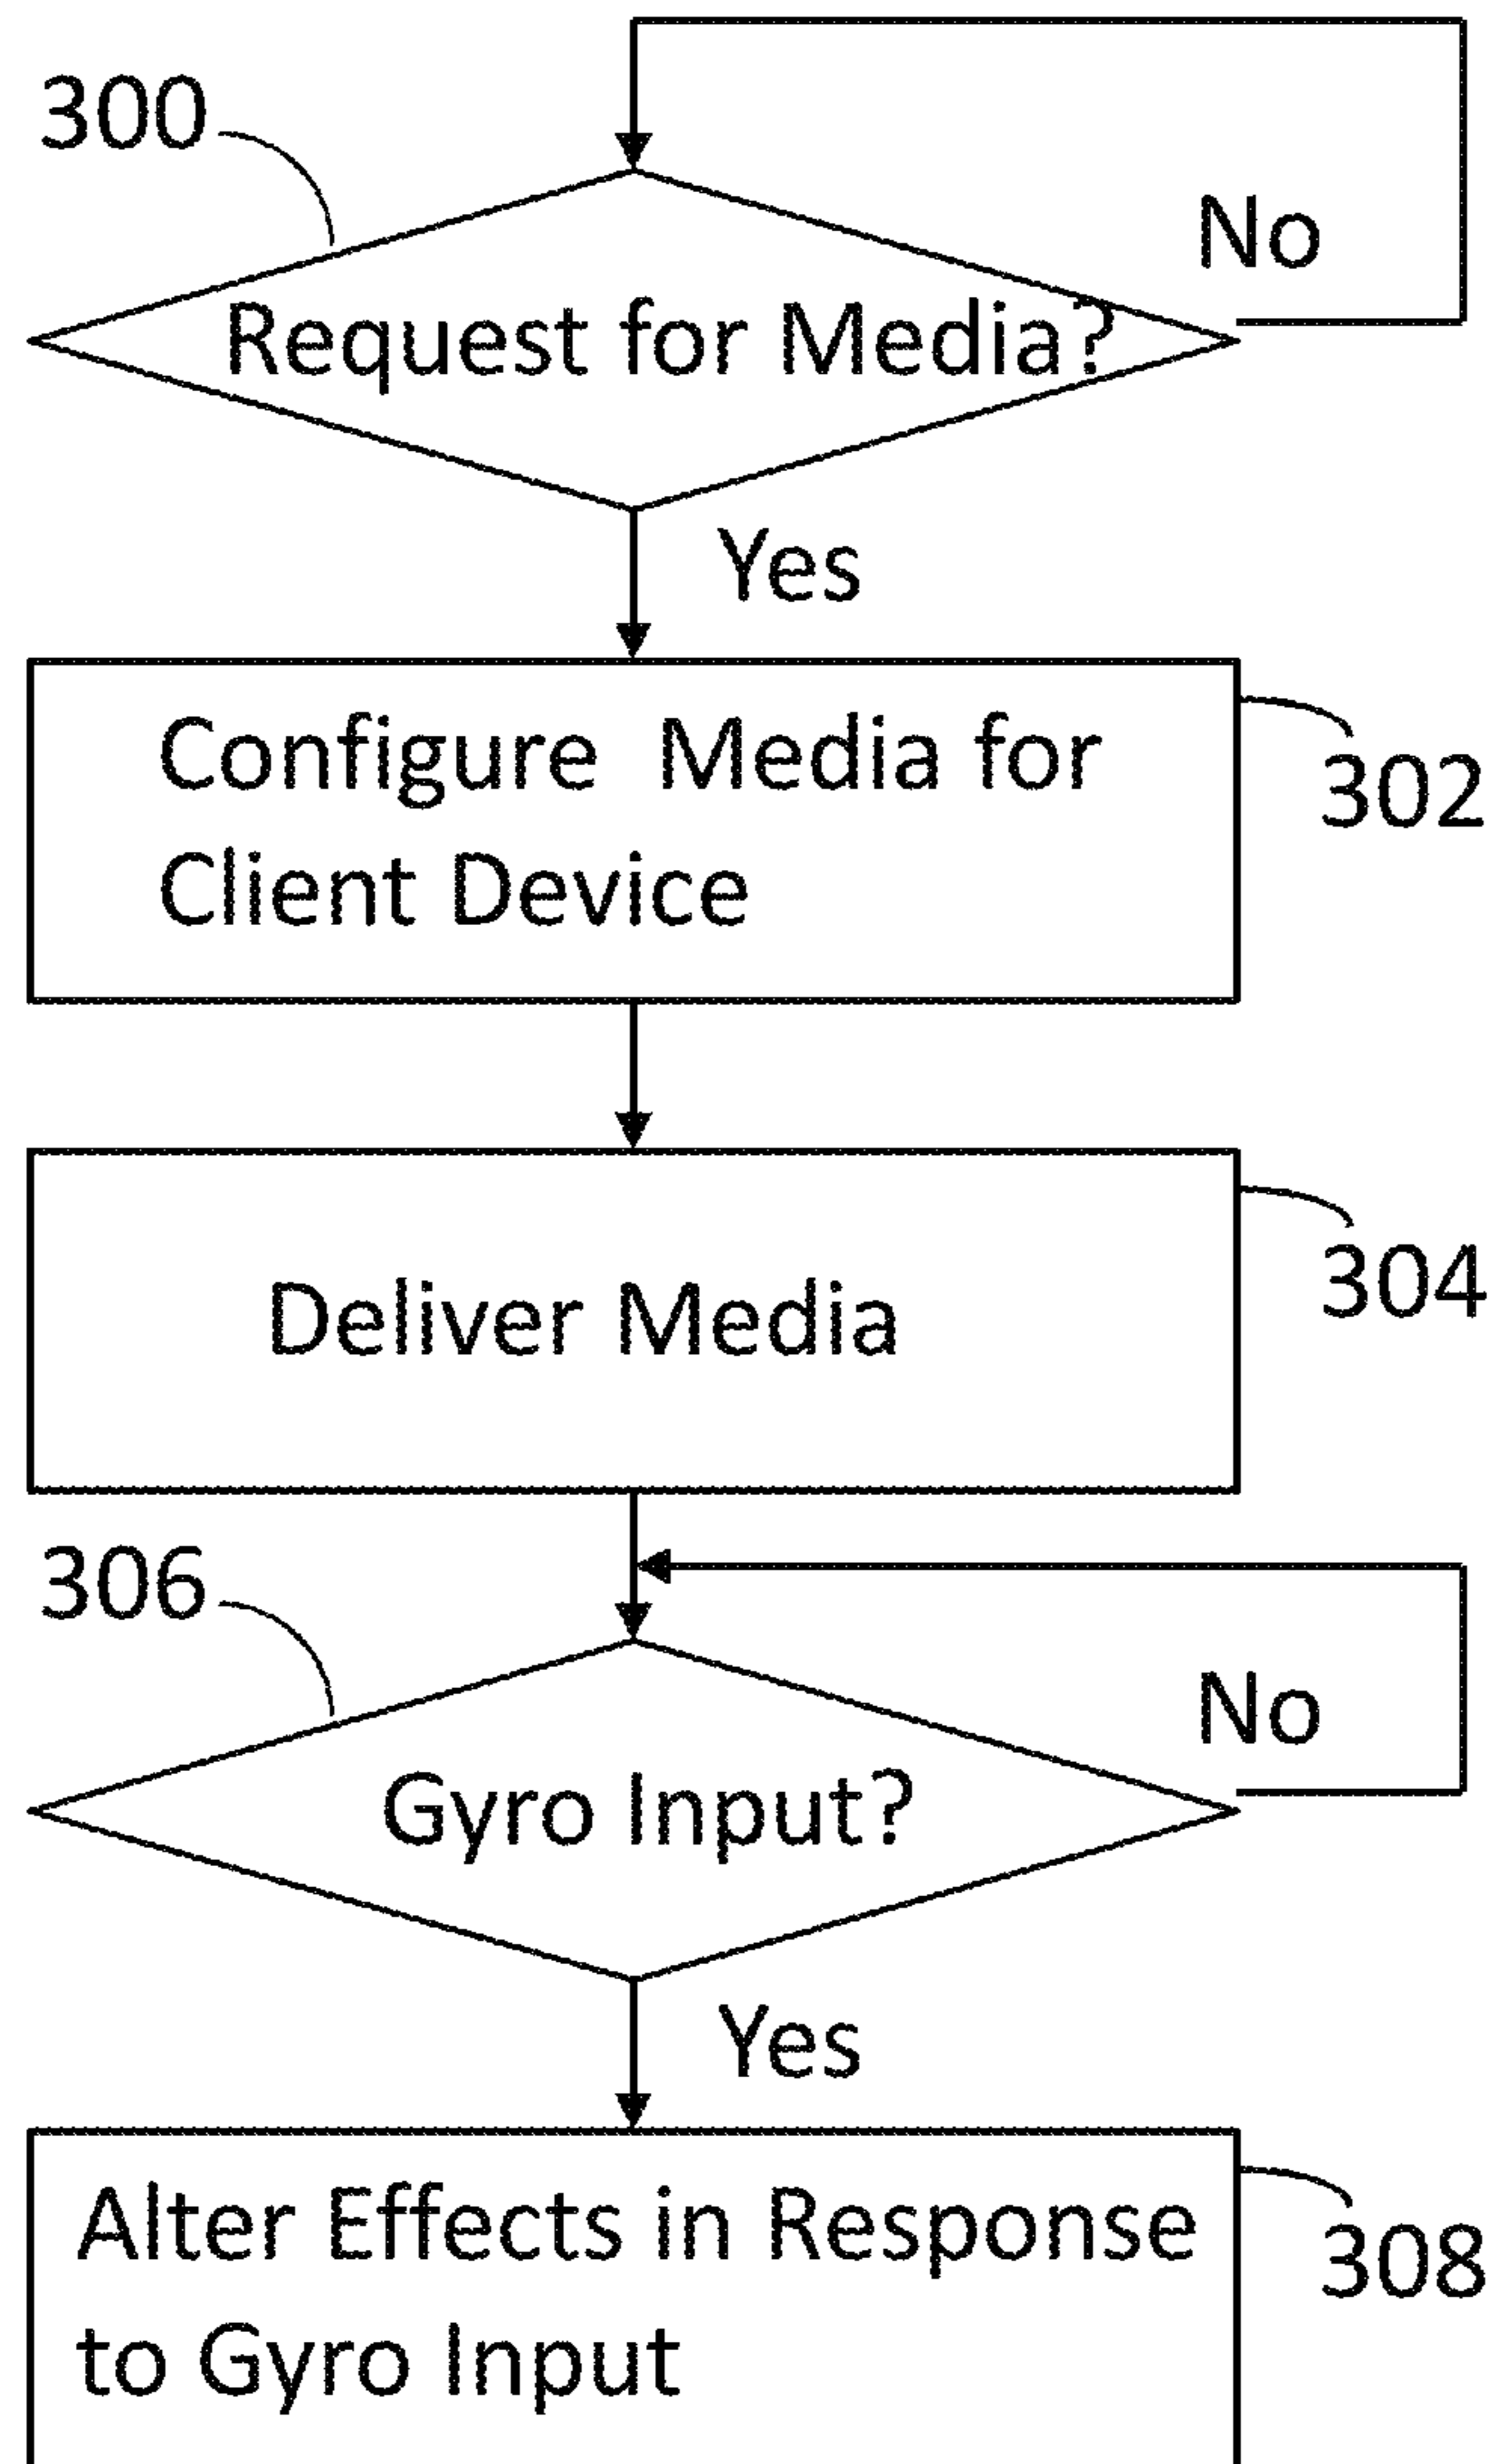 300
No
Request for Media?
Yes
Configure Media for
Client Device
302
Deliver Media
304
306
No
Gyro Input?
Yes
Alter Effects in Response
to Gyro Input
308